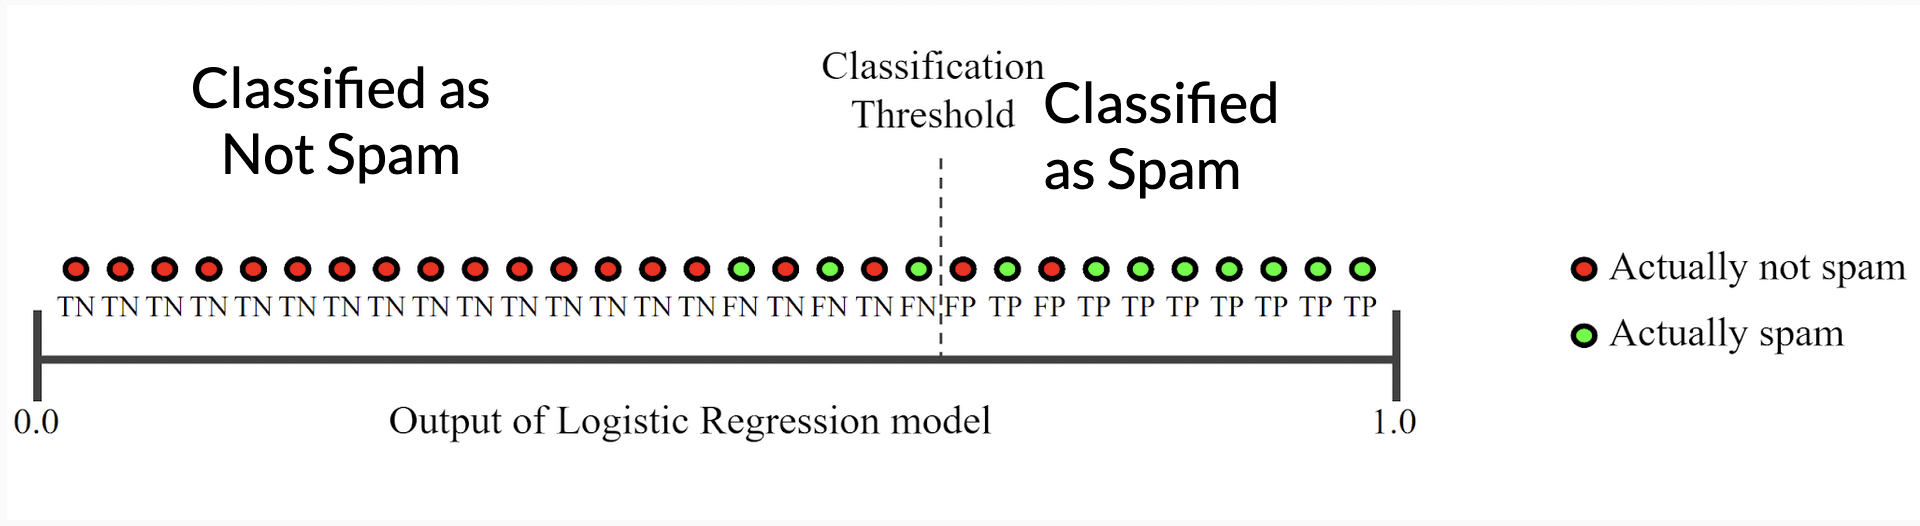 Classified as
Not Spam
Classification
Threshold
Classified
as Spam
TN TN TN TN TN TN TN TN TN TN TN TN TN TN TN FN TN FN TN FN FP TP FP TP TP TP TP TP TP TP
Actually not spam
Actually spam
0.0
Output of Logistic Regression model
1.0